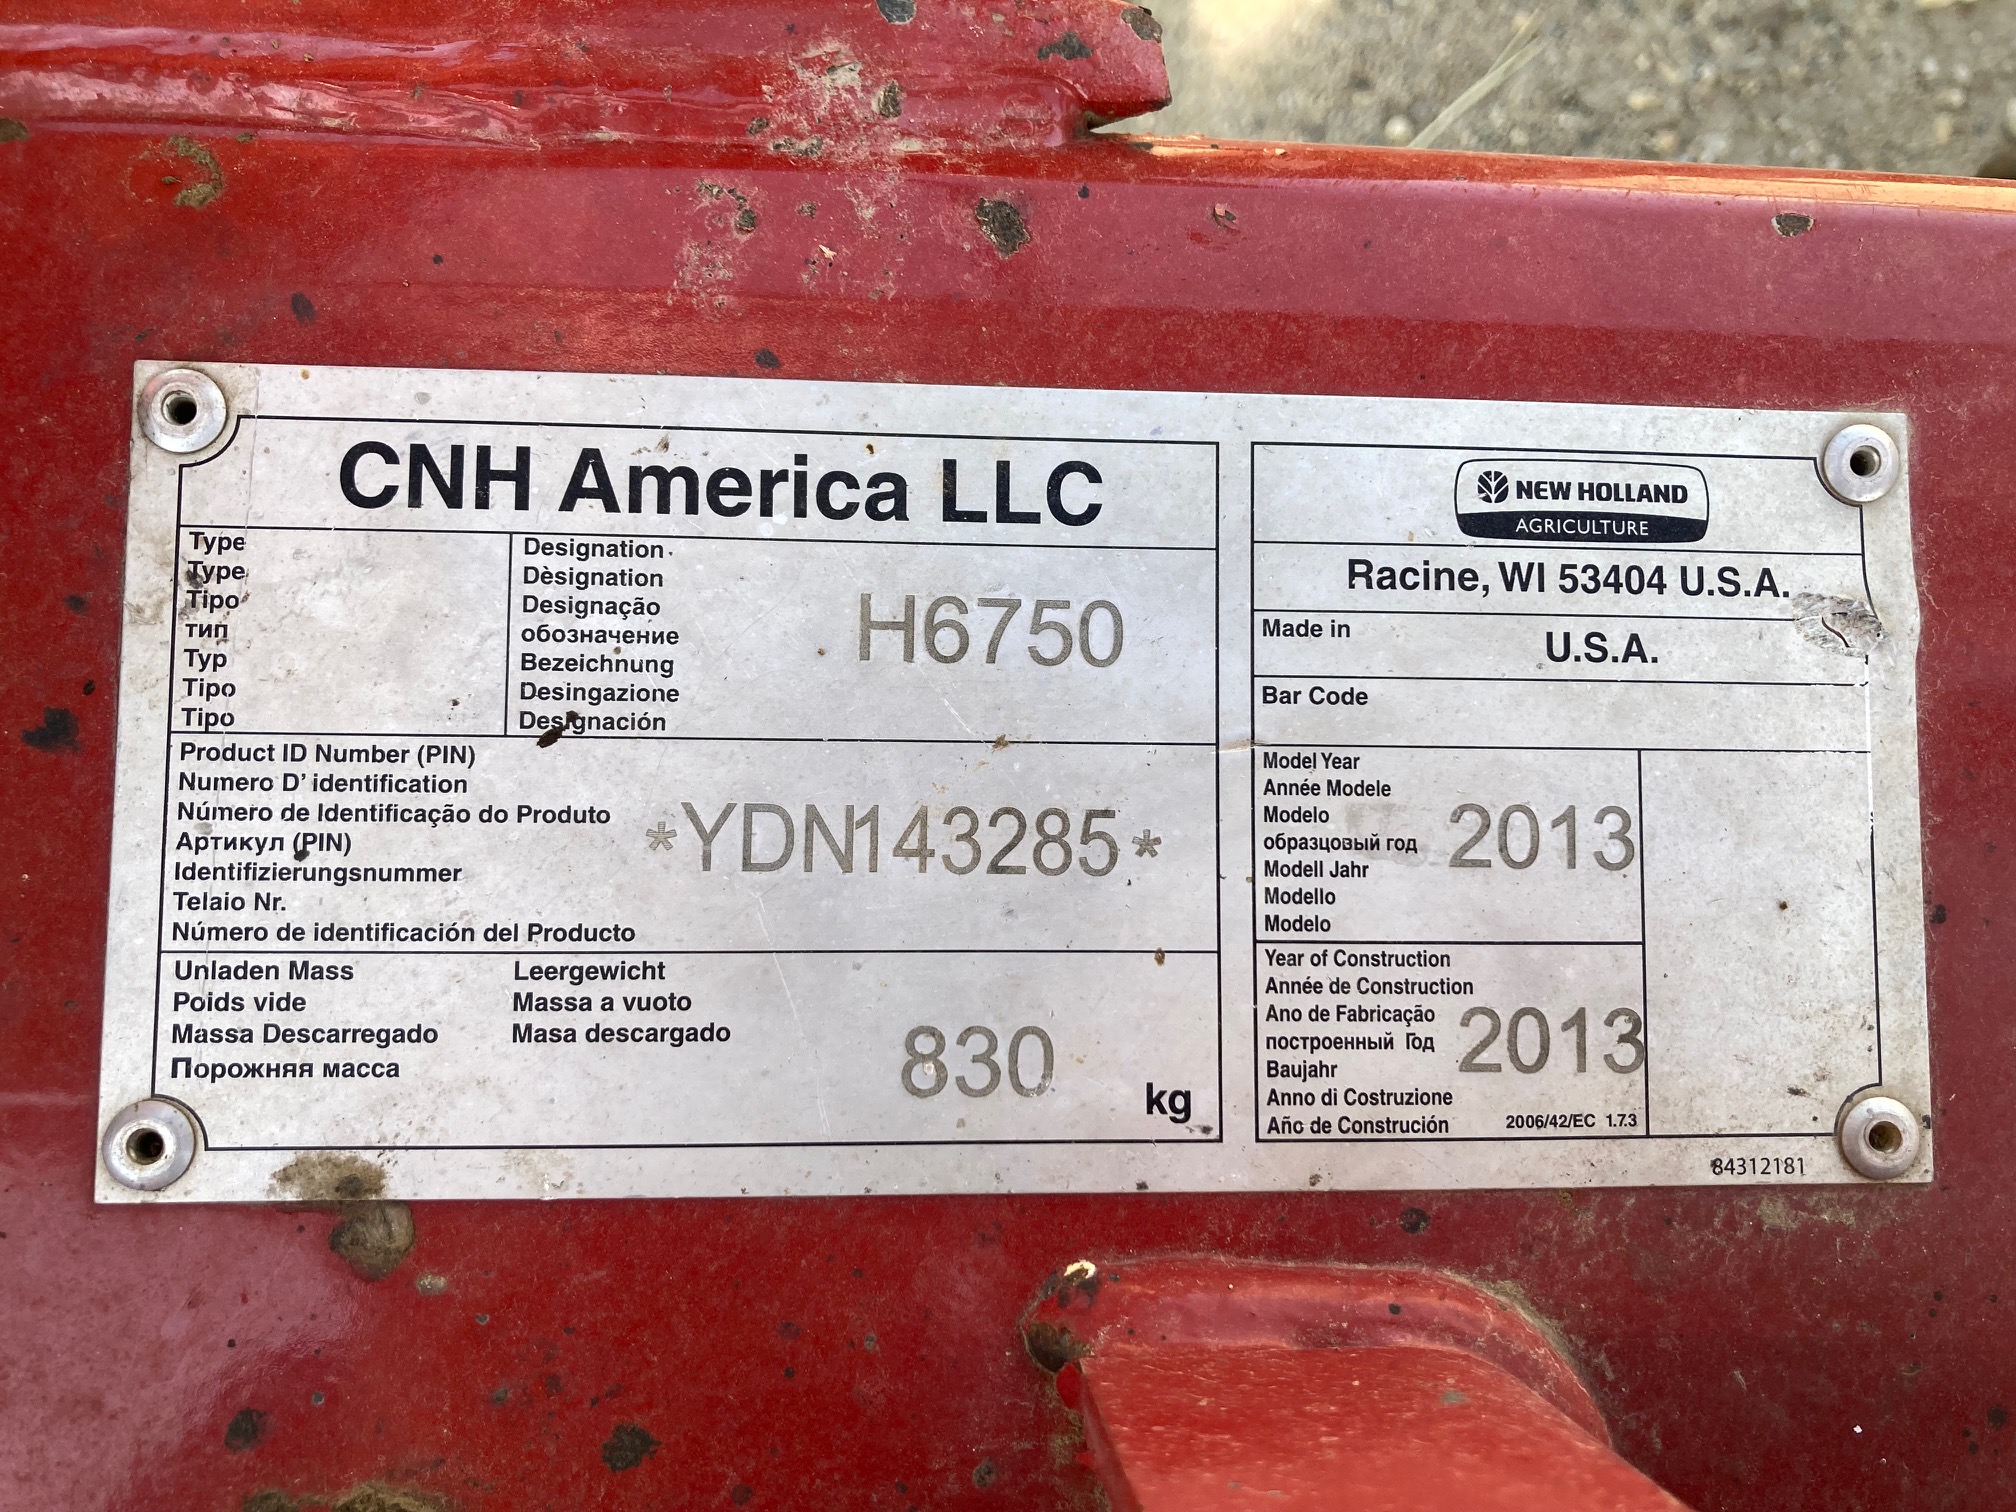 CNH America LLC
Type
Type
Tipo
тип
Typ
Tipo
Tipo
Designation
Dèsignation
Designação
обозначение
Bezeichnung
Desingazione
Designación
H6750
Product ID Number (PIN)
Numero D' identification
Número de Identificação do Produto
Артикул (PIN)
Identifizierungsnummer
Telaio Nr.
Número de identificación del Producto
*YDN143285*
Unladen Mass
Poids vide
Massa Descarregado
Порожняя масса
Leergewicht
Massa a vuoto
Masa descargado
830
kg
NEW HOLLAND
AGRICULTURE
Racine, WI 53404 U.S.A.
Made in
U.S.A.
Bar Code
Model Year
Année Modele
Modelo
образцовый год
Modell Jahr
Modello
Modelo
2013
Year of Construction
Année de Construction
Ano de Fabricação
построенный Год
Baujahr
Anno di Costruzione
Año de Construción
2013
2006/42/EC 1.7.3
84312181